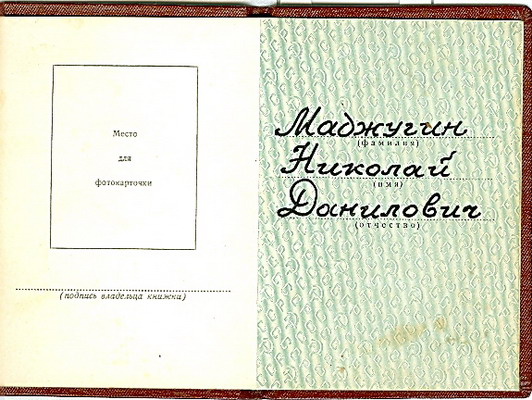 Место
для
фотокарточки
(подпись владельца книжки)
Маджугин
(фамилия)
Николай
(имя)
Данилович
(отчество)